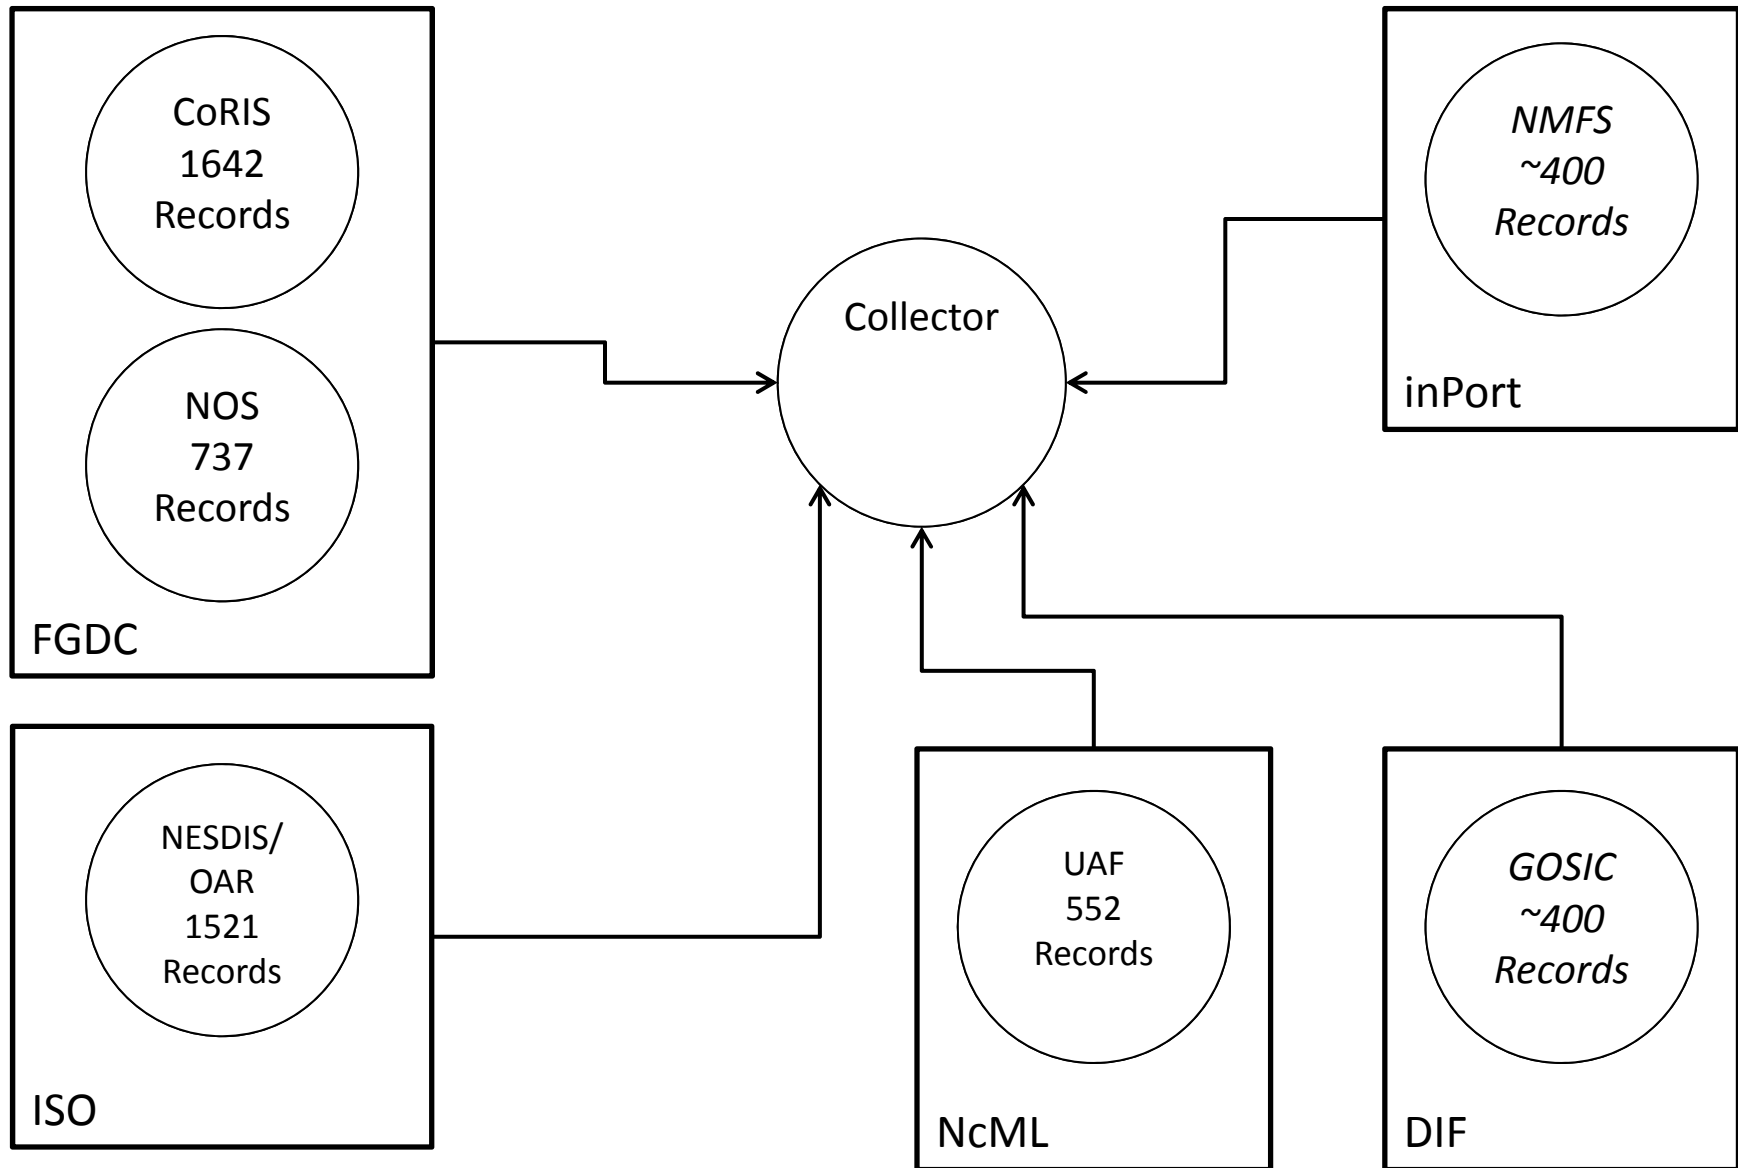 CoRIS
1642
Records
NOS
737
Records
FGDC
NESDIS/
OAR
1521
Records
ISO
Collector
NMFS
~400
Records
inPort
UAF
552
Records
NcML
GOSIC
~400
Records
DIF